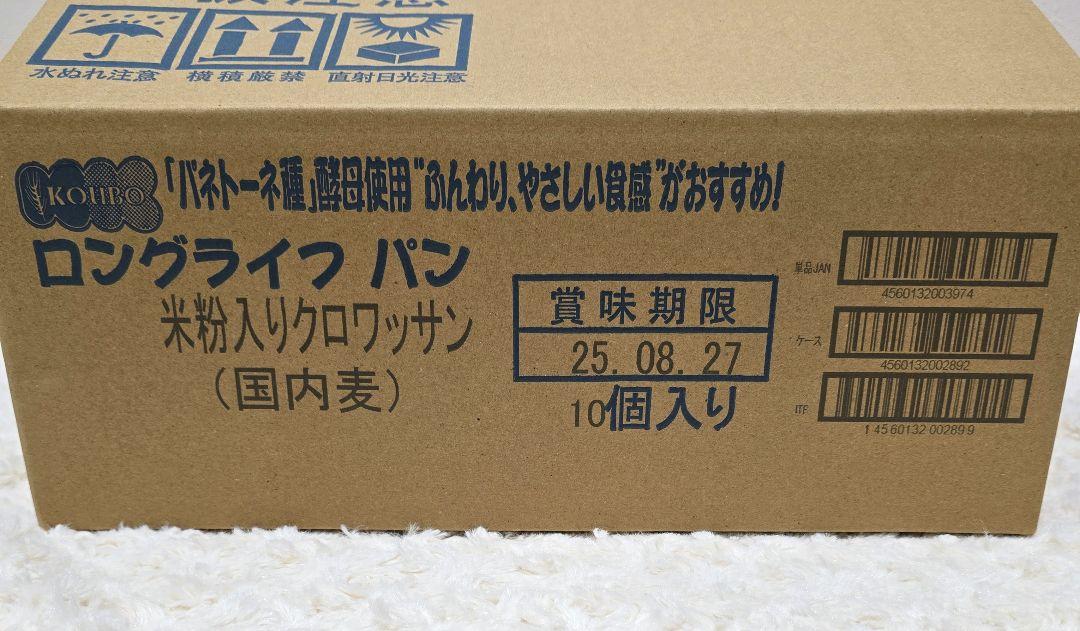 水ぬれ注意 横積厳禁 直射日光注意
KOUBO 「パネトーネ種」酵母使用"ふんわり、やさしい食感"がおすすめ!
ロングライフ パン
米粉入りクロワッサン
(国内麦)
賞味期限
25.08.27
10個入り
単品JAN
4560132003974
ケース
4560132002892
ITF
1 45 60132 00289 9